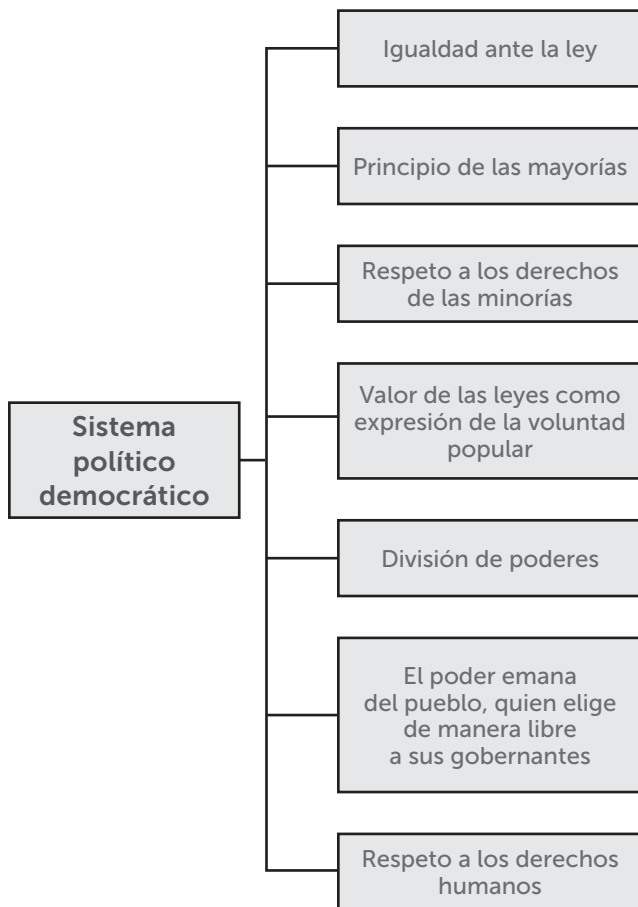 Sistema
político
democrático
Igualdad ante la ley
Principio de las mayorías
Respeto a los derechos
de las minorías
Valor de las leyes como
expresión de la voluntad
popular
División de poderes
El poder emana
del pueblo, quien elige
de manera libre
a sus gobernantes
Respeto a los derechos
humanos